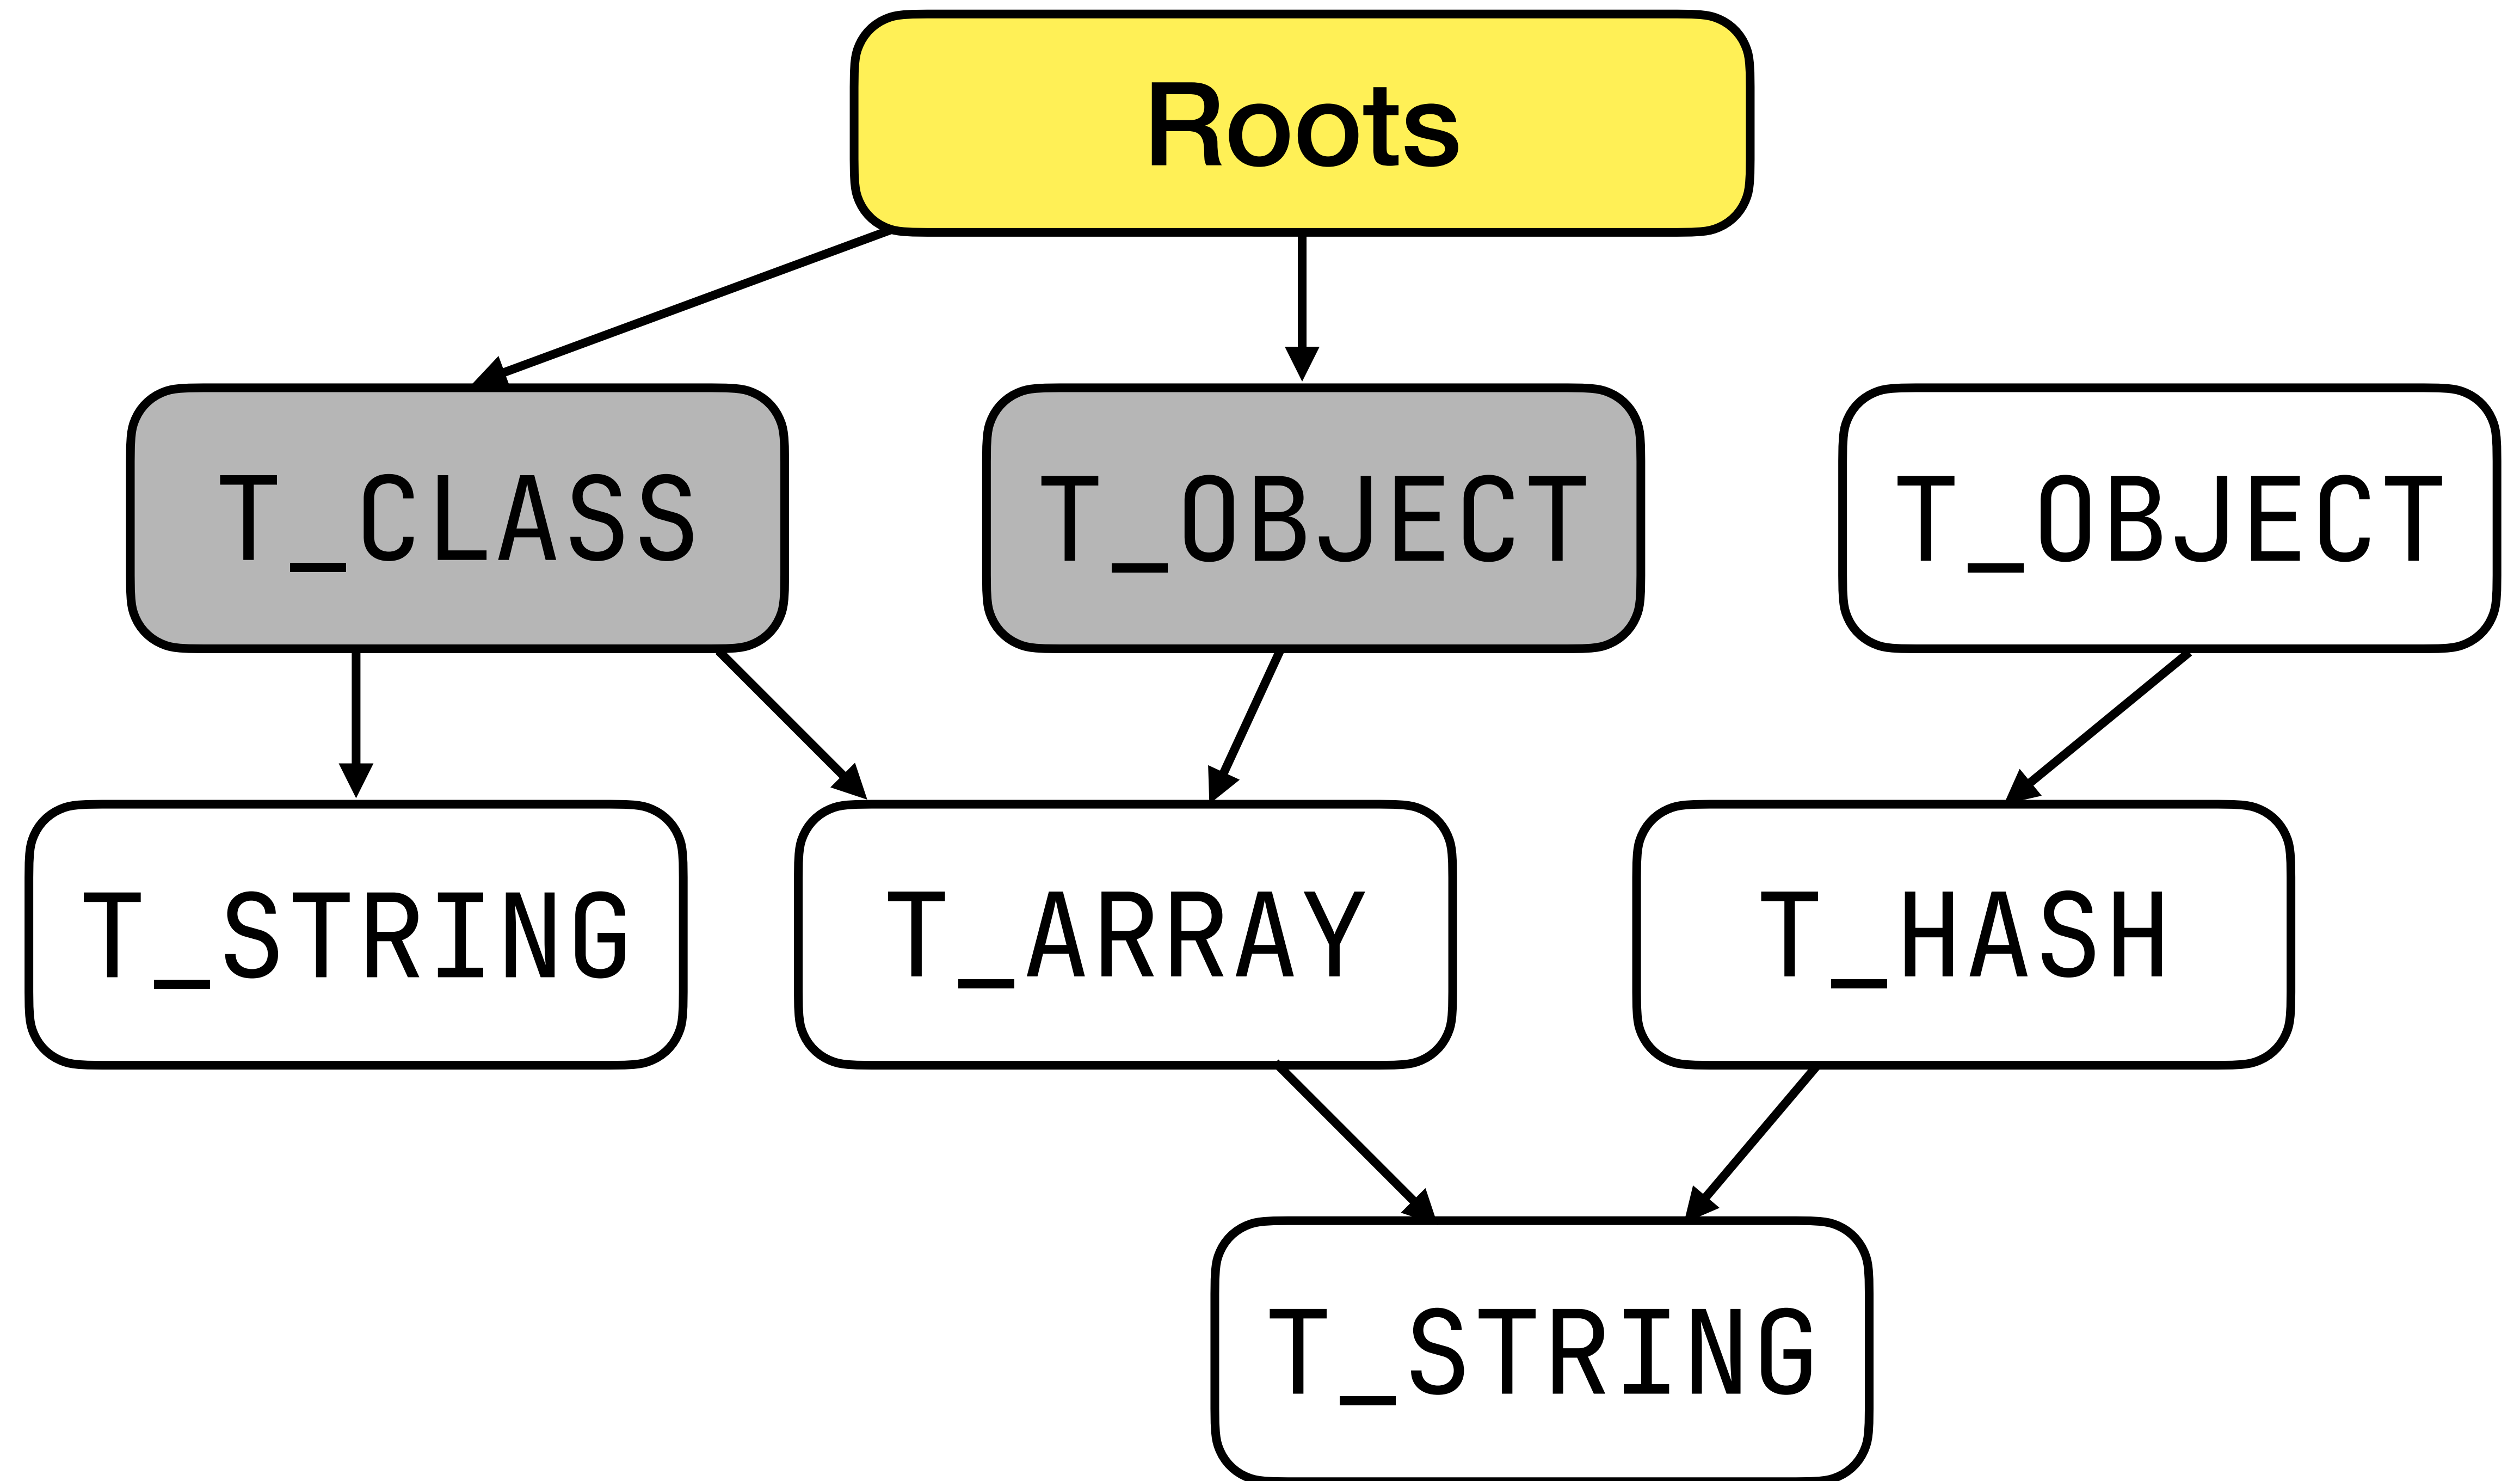 Roots
T_CLASS
T_OBJECT
T_OBJECT
T_STRING
T_ARRAY
T_HASH
T_STRING